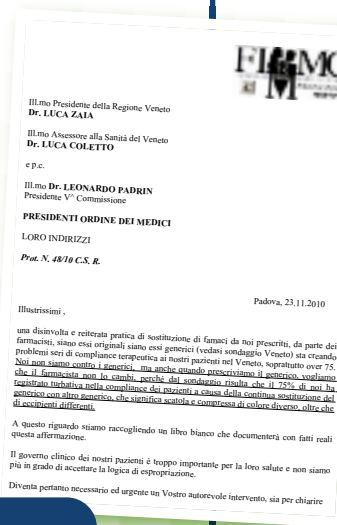 FIMMG
Ill.mo Presidente della Regione Veneto
Dr. LUCA ZAIA
Ill.mo Assessore alla Sanità del Veneto
Dr. LUCA COLETTO
e p.c.
Ill.mo Dr. LEONARDO PADRIN
Presidente V^ Commissione
PRESIDENTI ORDINE DEI MEDICI
LORO INDIRIZZI
Prot. N. 48/10 C.S. R.
Padova, 23.11.2010
Illustrissimi ,
una disinvolta e reiterata pratica di sostituzione di famaci da noi prescritti, da parte dei
farmacisti, siano essi originali siano essi generici (vedasi sondaggio Veneto) sta creando
problemi seri di compliance terapeutica ai nostri pazienti nel Veneto, soprattutto over 75.
Noi non siamo contro i generici, ma anche quando prescriviamo il generico, vogliamo
che il farmacista non lo cambi, perché dal sondaggio risulta che il 75% di noi ha
registrato turbativa nella compliance dei pazienti a causa della continua sostituzione del
generico con altro generico, che significa scatola e compressa di colore diverso, oltre che
di eccipienti differenti.
A questo riguardo stiamo raccogliendo un libro bianco che documenterà con fatti reali
questa affermazione.
Il governo clinico dei nostri pazienti è troppo importante per la loro salute e non siamo
più in grado di accettare la logica di espropriazione.
Diventa pertanto necessario ed urgente un Vostro autorevole intervento, sia per chiarire